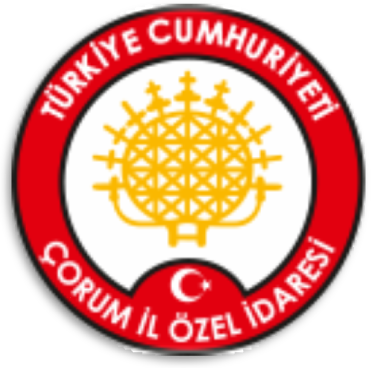 TÜRKİYE CUMHURİYETİ
ÇORUM İL ÖZEL İDARESİ